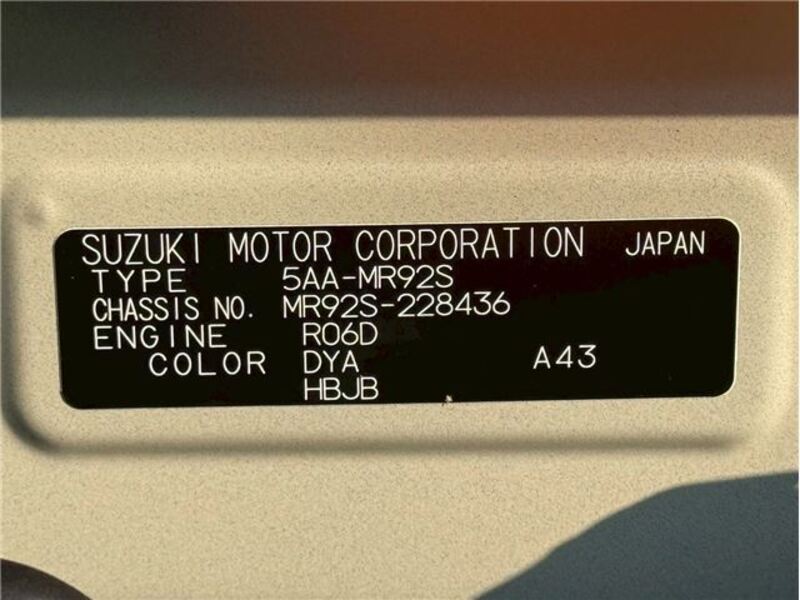 SUZUKI MOTOR CORPORATION JAPAN
TYPE 5AA-MR92S
CHASSIS NO. MR92S-228436
ENGINE R06D
COLOR DYA A43
HBJB